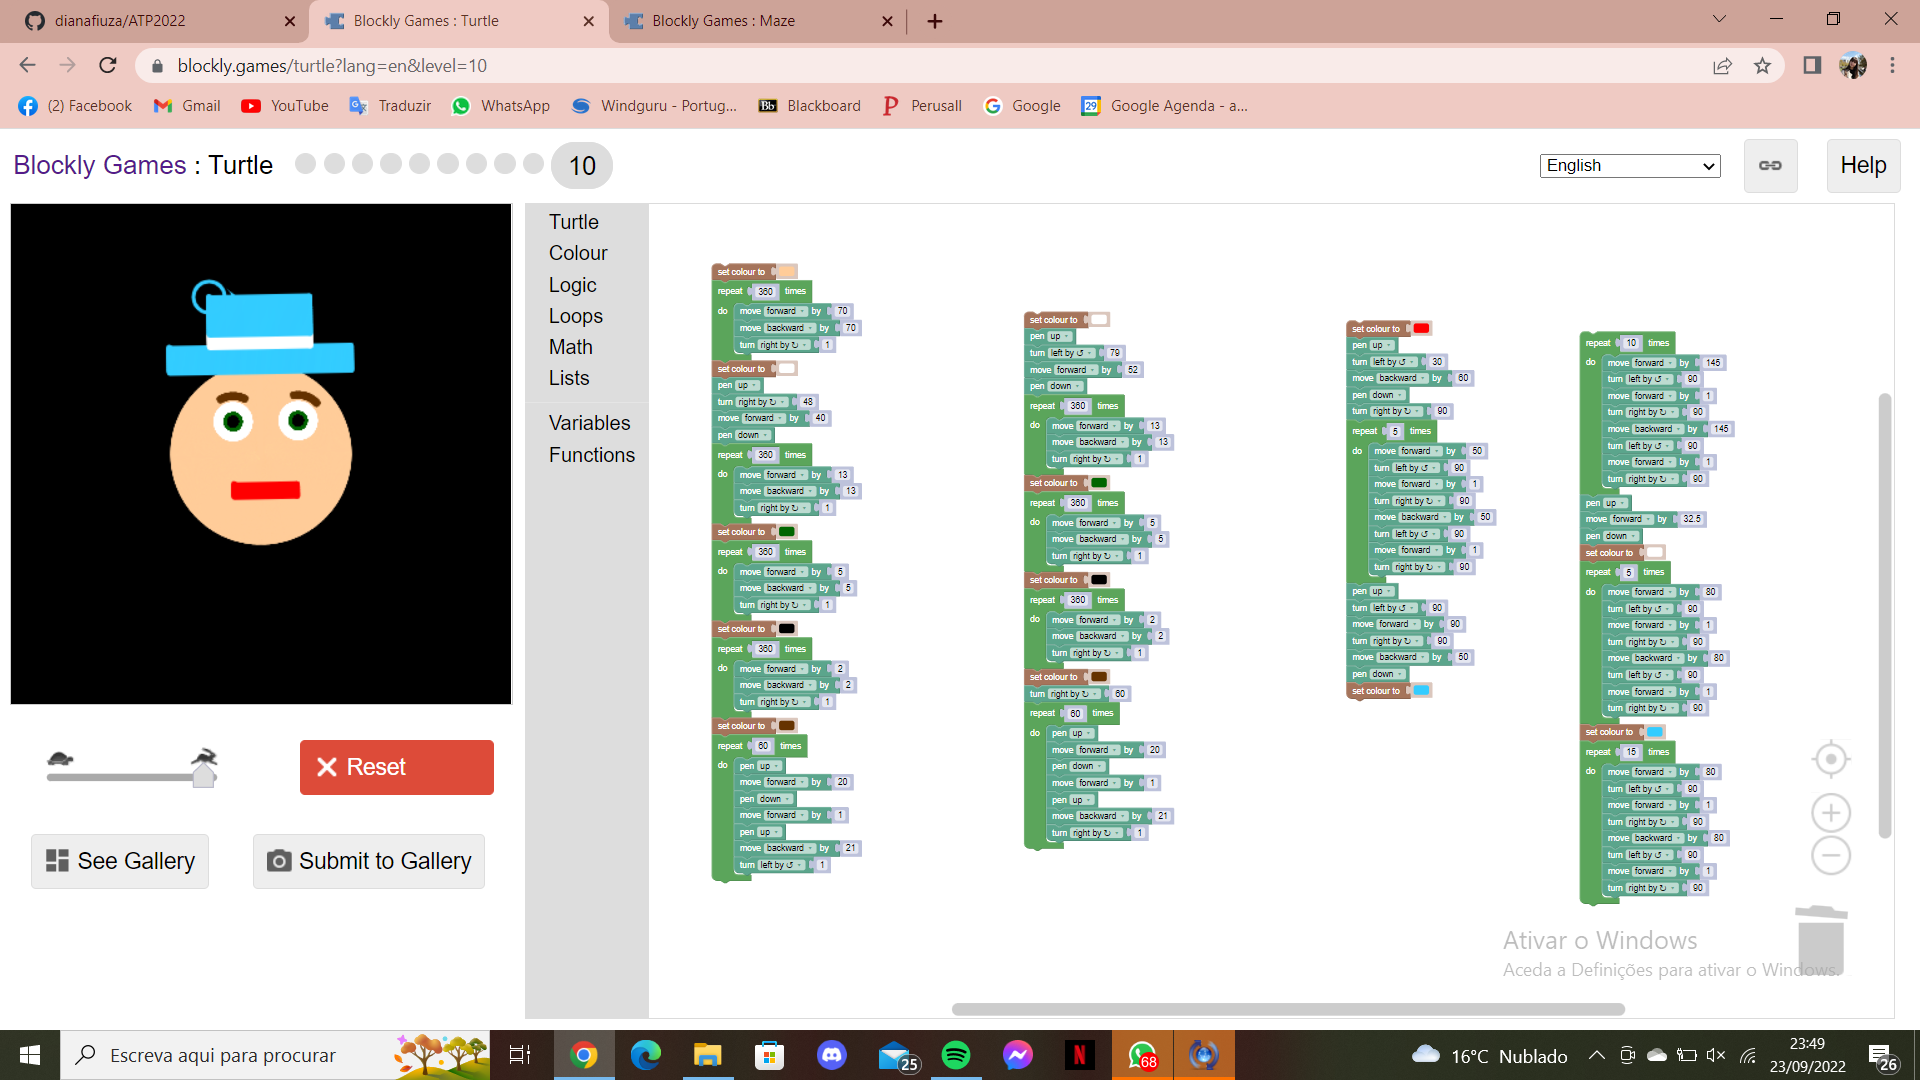 dianafiuza/ATP2022
Blockly Games : Turtle
Blockly Games : Maze
blockly.games/turtle?lang=en&level=10
(2) Facebook
Gmail
YouTube
Traduzir
WhatsApp
Windguru - Portug...
Bb
Blackboard
Perusall
Google
29
Google Agenda - a...
Blockly Games : Turtle
10
English
Help
Turtle
Colour
Logic
Loops
Math
Lists
Variables
Functions
set colour to
repeat 360 times
do move forward by 70
move backward by 70
turn right by ↻ 1
set colour to
pen up
turn right by ↻ 48
move forward by 40
pen down
repeat 360 times
do move forward by 13
move backward by 13
turn right by ↻ 1
set colour to
repeat 360 times
do move forward by 5
move backward by 5
turn right by ↻ 1
set colour to
repeat 360 times
do move forward by 2
move backward by 2
turn right by ↻ 1
set colour to
repeat 60 times
do pen up
move forward by 20
pen down
move forward by 1
pen up
move backward by 21
turn left by ↺ 1
set colour to
pen up
turn left by ↺ 79
move forward by 52
pen down
repeat 360 times
do move forward by 13
move backward by 13
turn right by ↻ 1
set colour to
repeat 360 times
do move forward by 5
move backward by 5
turn right by ↻ 1
set colour to
repeat 360 times
do move forward by 2
move backward by 2
turn right by ↻ 1
set colour to
turn right by ↻ 60
repeat 60 times
do pen up
move forward by 20
pen down
move forward by 1
pen up
move backward by 21
turn right by ↻ 1
set colour to
pen up
turn left by ↺ 30
move backward by 60
pen down
turn right by ↻ 90
repeat 5 times
do move forward by 50
turn left by ↺ 90
move forward by 1
turn right by ↻ 90
move backward by 50
turn left by ↺ 90
move forward by 1
turn right by ↻ 90
pen up
turn left by ↺ 90
move forward by 90
turn right by ↻ 90
move backward by 50
pen down
set colour to
repeat 10 times
do move forward by 145
turn left by ↺ 90
move forward by 1
turn right by ↻ 90
move backward by 145
turn left by ↺ 90
move forward by 1
turn right by ↻ 90
pen up
move forward by 32.5
pen down
set colour to
repeat 5 times
do move forward by 80
turn left by ↺ 90
move forward by 1
turn right by ↻ 90
move backward by 80
turn left by ↺ 90
move forward by 1
turn right by ↻ 90
set colour to
repeat 15 times
do move forward by 80
turn left by ↺ 90
move forward by 1
turn right by ↻ 90
move backward by 80
turn left by ↺ 90
move forward by 1
turn right by ↻ 90
Reset
See Gallery
Submit to Gallery
Ativar o Windows
Aceda a Definições para ativar o Windows.
Escreva aqui para procurar
25
N
68
16°C Nublado
23:49
23/09/2022
26